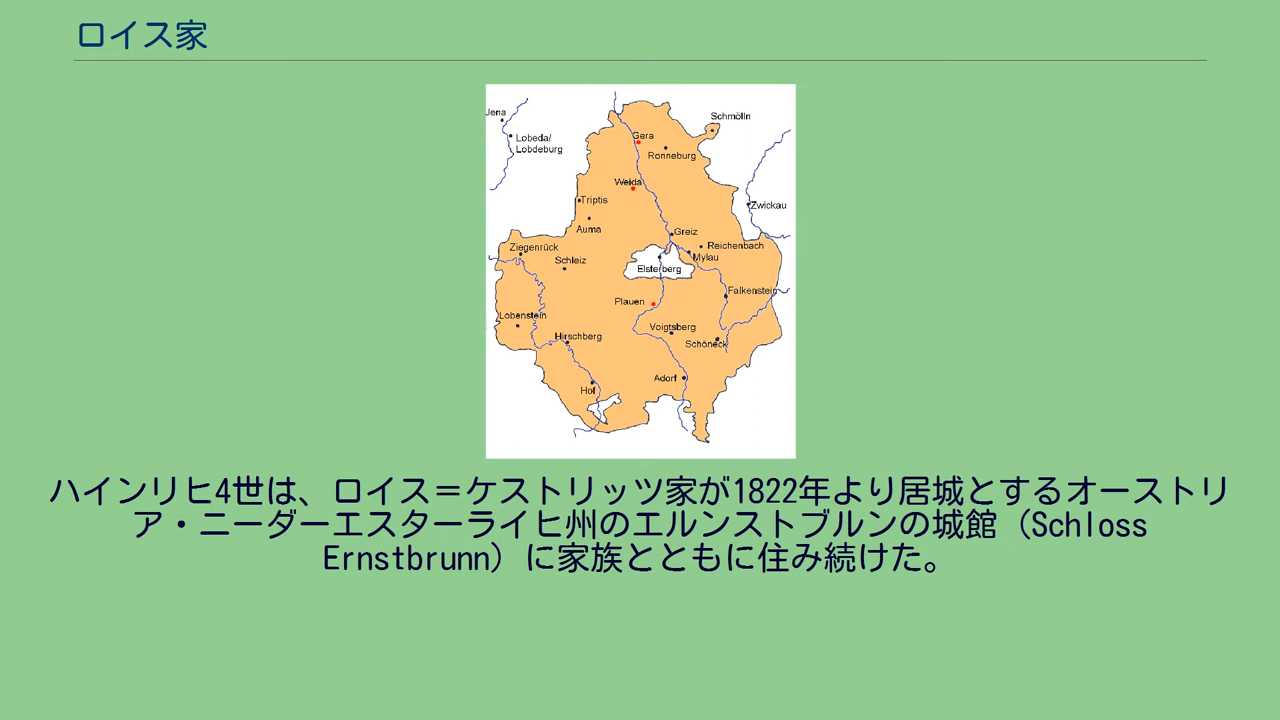 ロイス家
Jena
Schmölln
Lobeda/
Lobdeburg
Gera
Ronneburg
Weida
Triptis
Zwickau
Auma
Greiz
Ziegenrück
Reichenbach
Mylau
Schleiz
Elsterberg
Falkenstein
Plauen
Lobenstein
Voigtsberg
Hirschberg
Schöneck
Adorf
Hof
ハインリヒ4世は、ロイス＝ケストリッツ家が1822年より居城とするオーストリ
ア・ニーダーエスターライヒ州のエルンストブルンの城館（Schloss
Ernstbrunn）に家族とともに住み続けた。